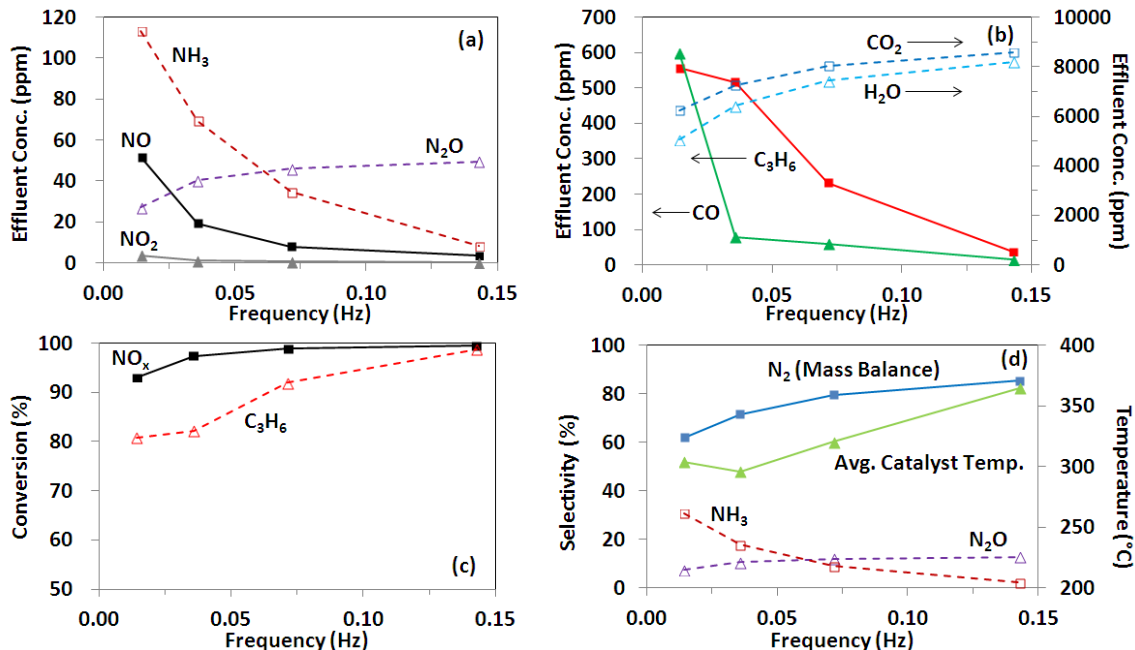 (a)
Effluent Conc. (ppm)
120
100
80
60
40
20
0
NH3
NO
N2O
NO2
0.00 0.05 0.10 0.15
Frequency (Hz)
(b)
Effluent Conc. (ppm)
700
600
500
400
300
200
100
0
CO2
H2O
C3H6
CO
10000
8000
6000
4000
2000
0
Effluent Conc. (ppm)
0.00 0.05 0.10 0.15
Frequency (Hz)
Conversion (%)
100
90
80
70
60
50
NOx
C3H6
(c)
0.00 0.05 0.10 0.15
Frequency (Hz)
(d)
Selectivity (%)
100
80
60
40
20
0
N2 (Mass Balance)
Avg. Catalyst Temp.
NH3
N2O
400
350
300
250
200
Temperature (°C)
0.00 0.05 0.10 0.15
Frequency (Hz)